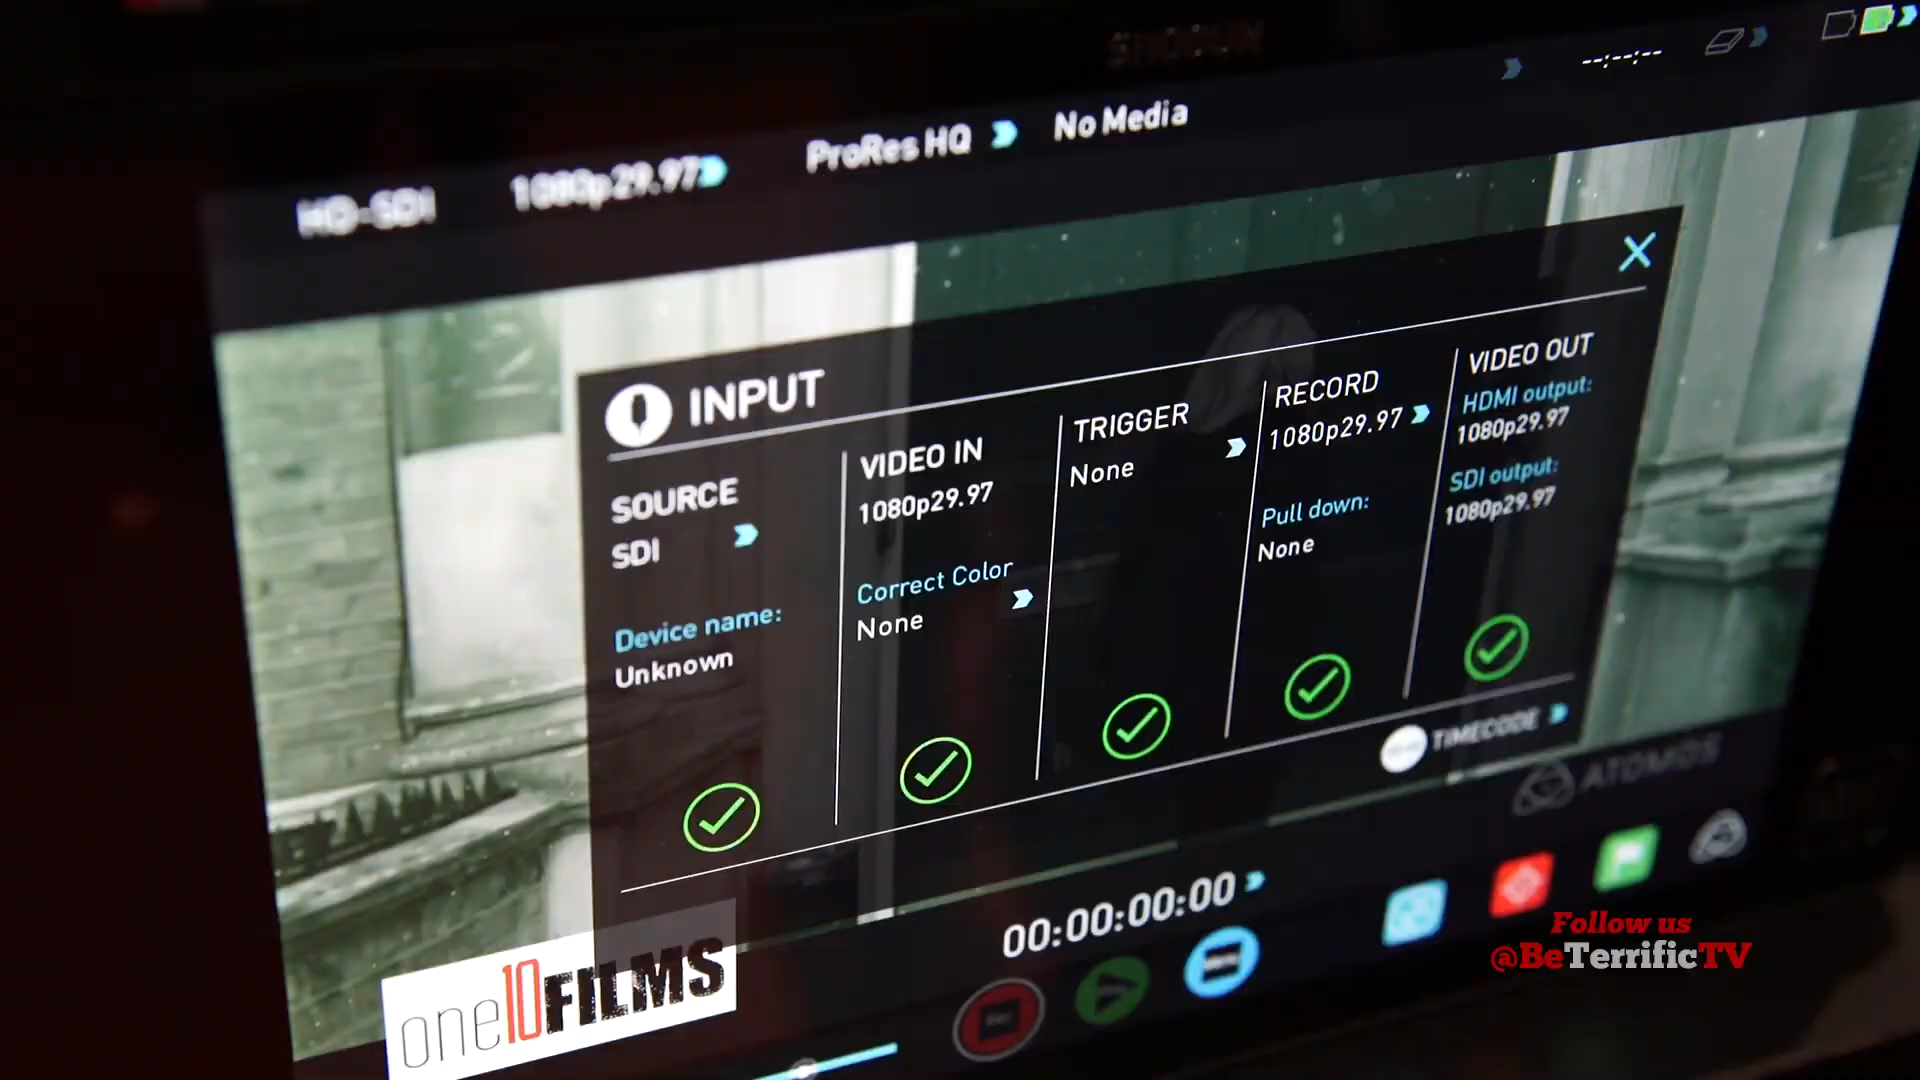 SHOGUN
--:--:--
HD-SDI 1080p29.97 ProRes HQ No Media
INPUT
SOURCE
SDI
Device name:
Unknown
VIDEO IN
1080p29.97
Correct Color
None
TRIGGER
None
RECORD
1080p29.97
Pull down:
None
VIDEO OUT
HDMI output:
1080p29.97
SDI output:
1080p29.97
TIMECODE
ATOMOS
00:00:00:00
one10FILMS
Follow us
@BeTerrificTV